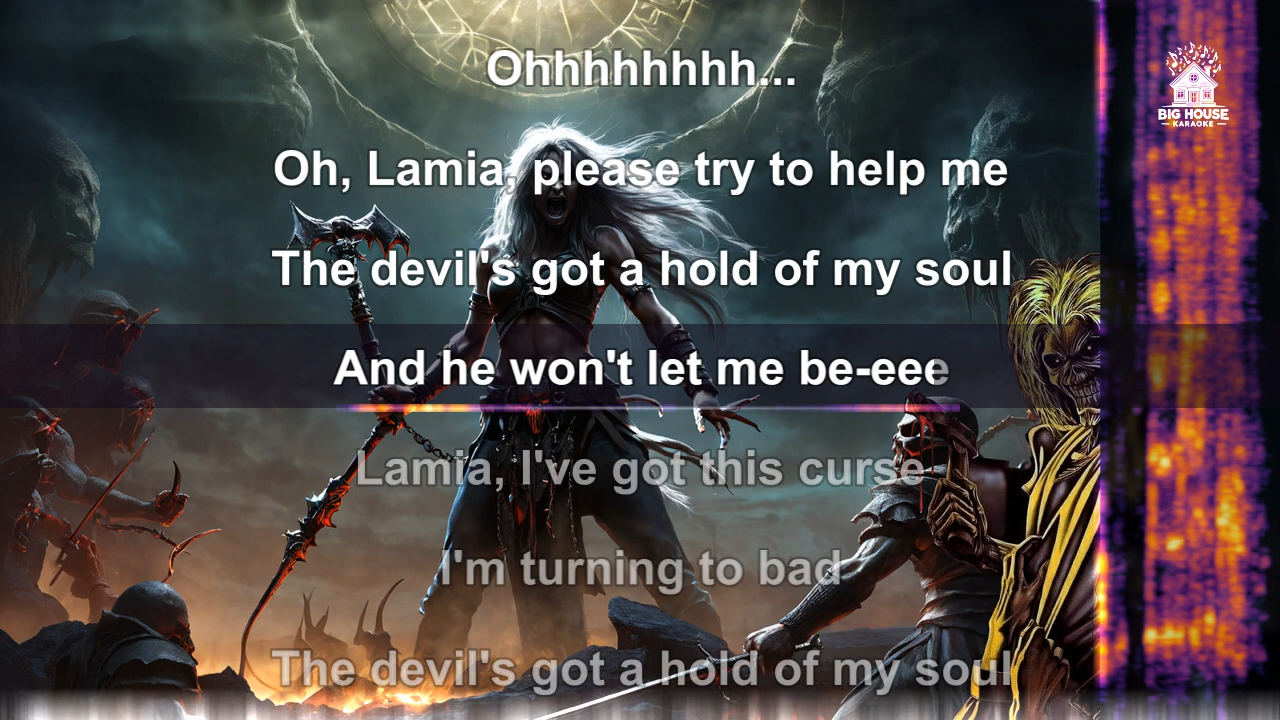 Ohhhhhhhh...
BIG HOUSE
KARAOKE
Oh, Lamia, please try to help me
The devil's got a hold of my soul
And he won't let me be-eee
Lamia, I've got this curse
I'm turning to bad
The devil's got a hold of my soul